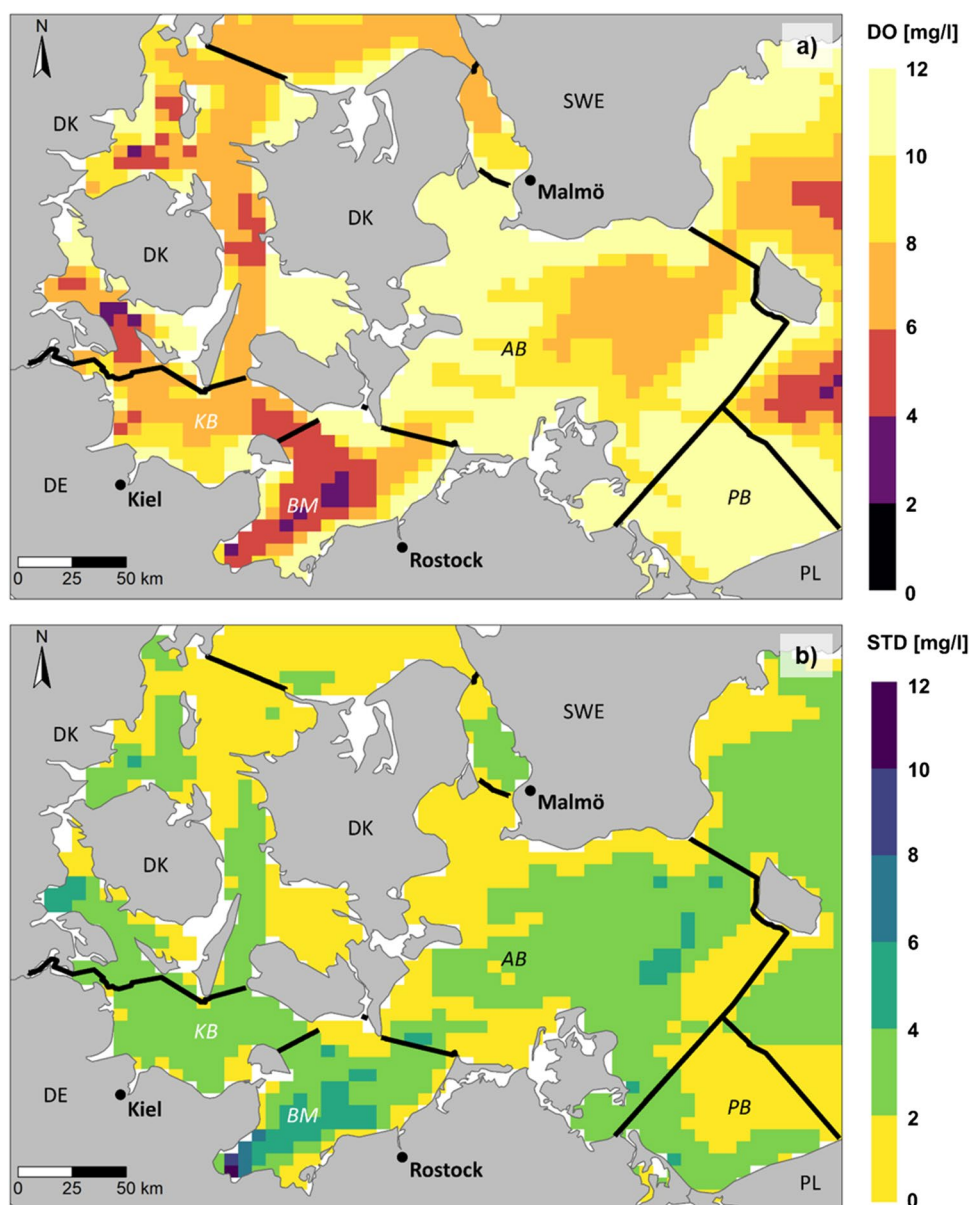 N
a)
DO [mg/l]
12
10
8
6
4
2
0
DK
SWE
Malmö
DK
DK
AB
KB
DE
Kiel
BM
PB
Rostock
PL
0 25 50 km
N
b)
STD [mg/l]
12
10
8
6
4
2
0
DK
SWE
Malmö
DK
DK
AB
KB
DE
Kiel
BM
PB
Rostock
PL
0 25 50 km